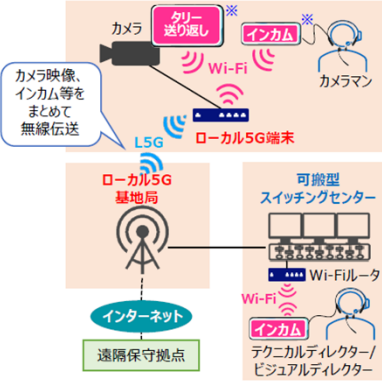 カメラ
タリー
送り返し
※
インカム
※
Wi-Fi
カメラマン
カメラ映像、
インカム等を
まとめて
無線伝送
L5G
ローカル5G端末
ローカル5G
基地局
可搬型
スイッチングセンター
Wi-Fiルータ
Wi-Fi
インカム
テクニカルディレクター/
ビジュアルディレクター
インターネット
遠隔保守拠点